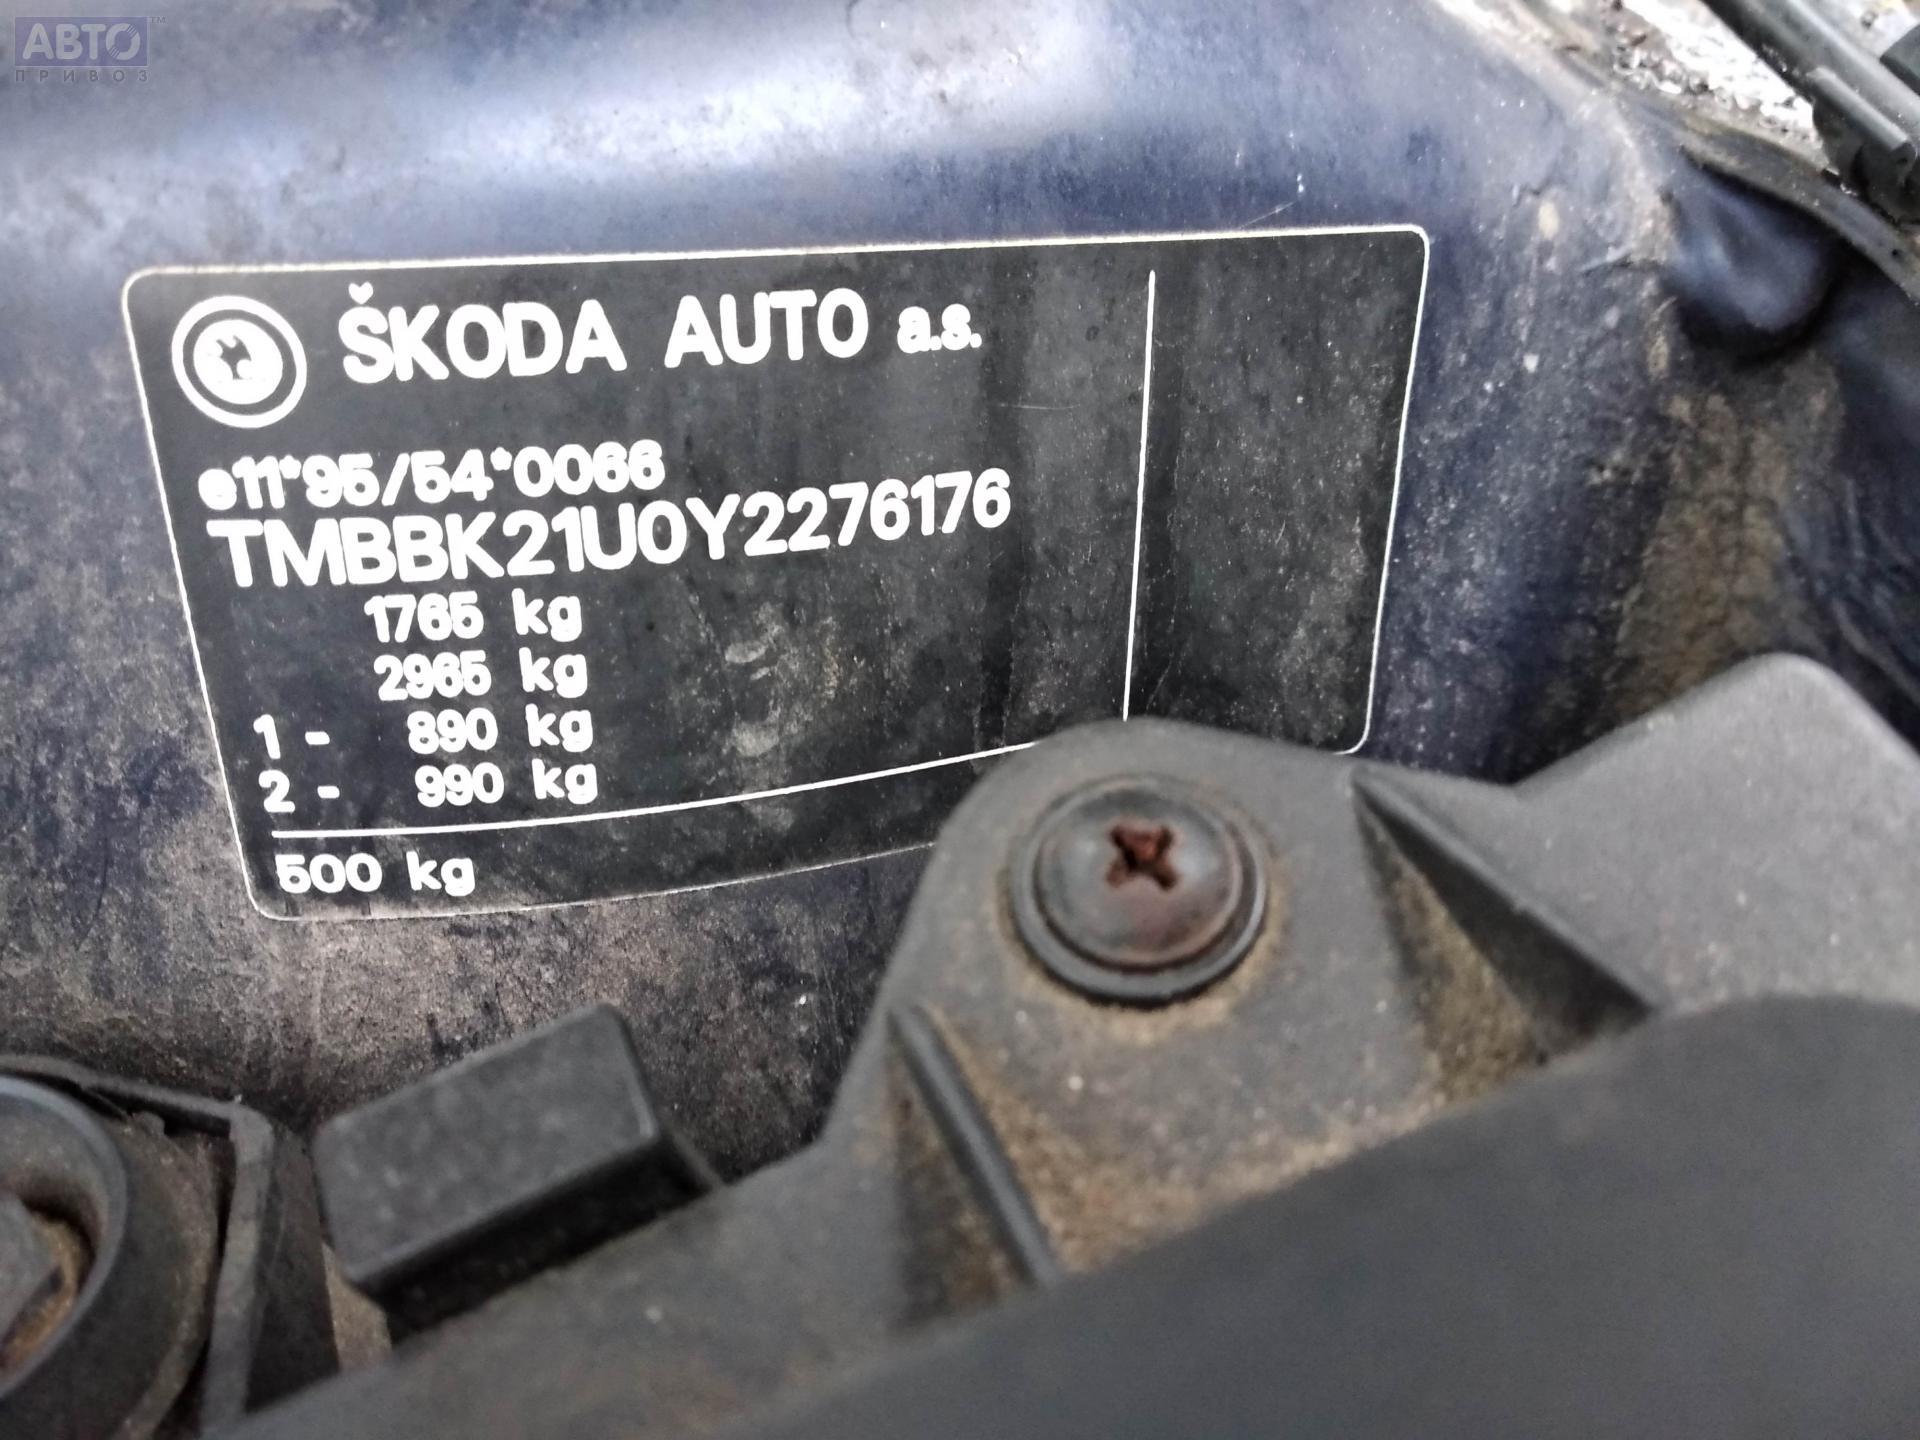 АВТО™
ПРИВОЗ
ŠKODA AUTO a.s.
e11*95/54*0066
TMBBK21U0Y2276176
1765 kg
2965 kg
1 - 890 kg
2 - 990 kg
500 kg